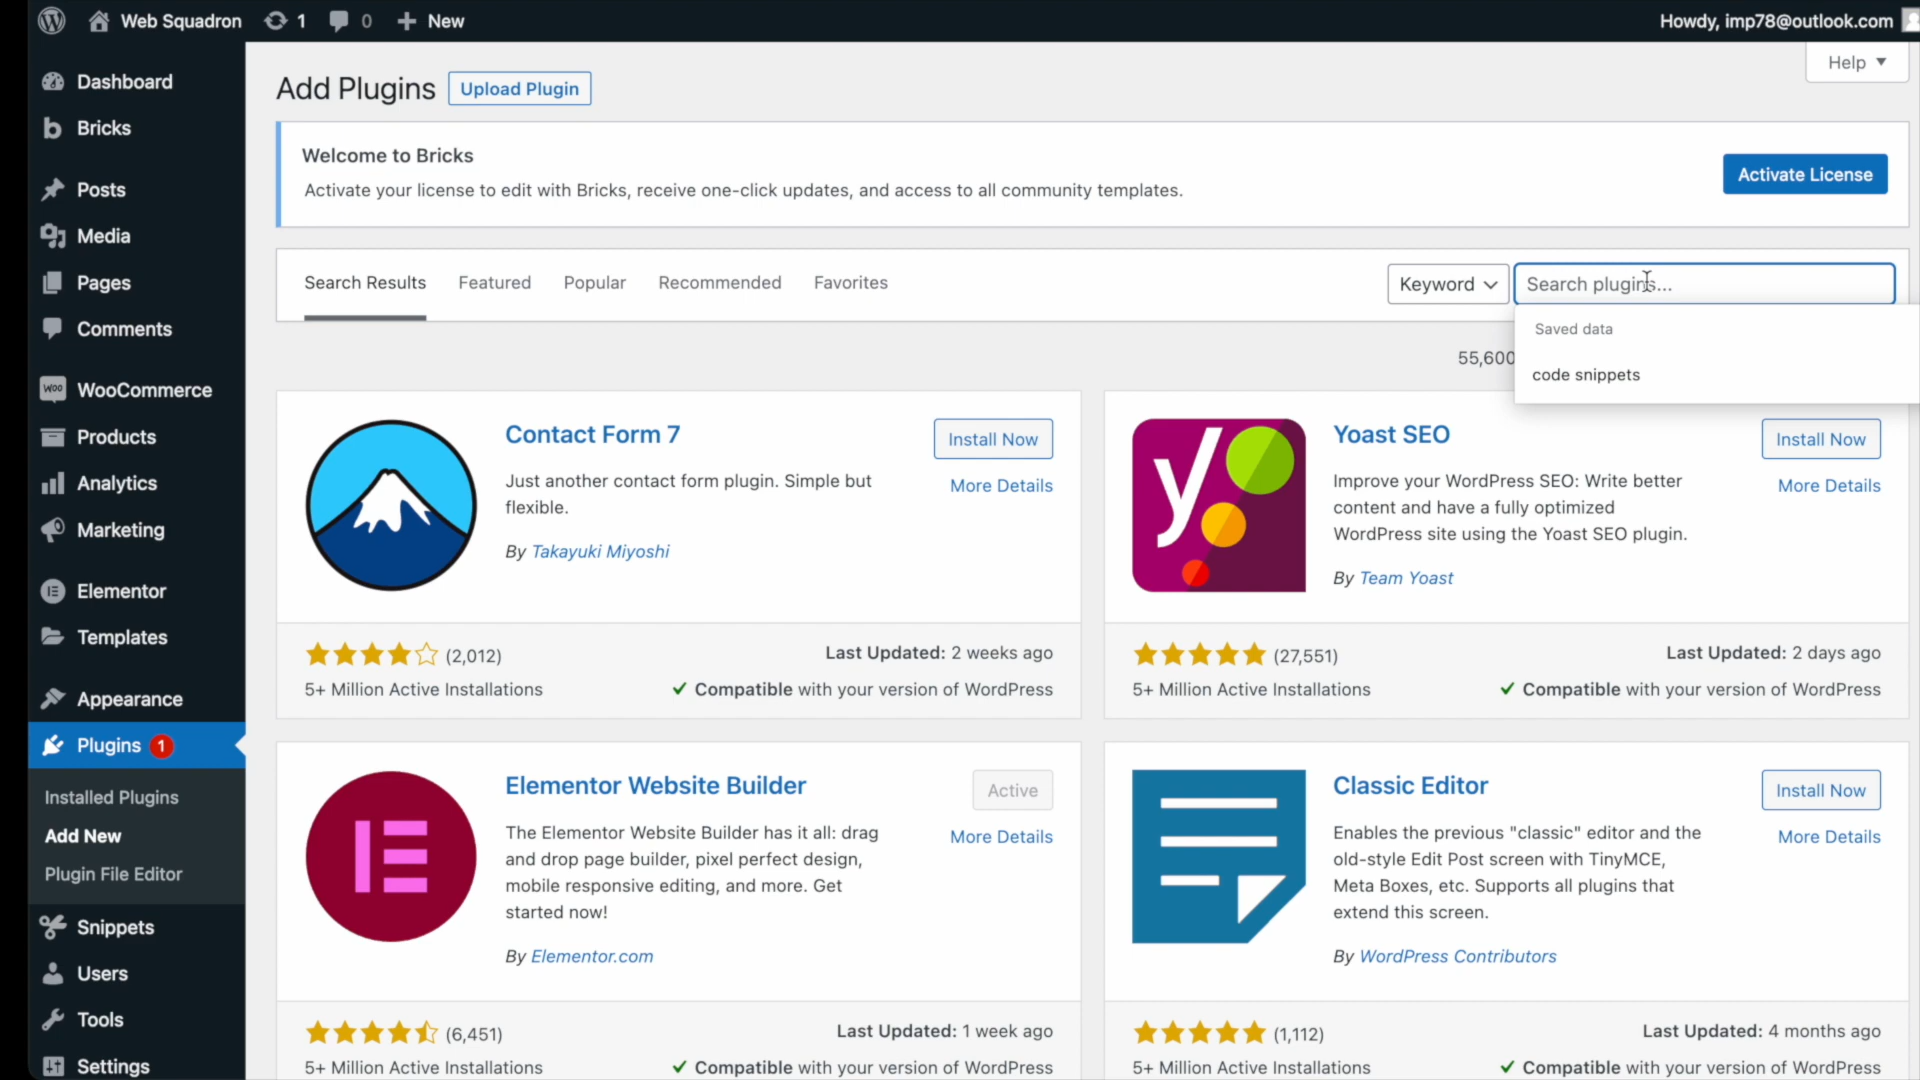 Web Squadron 1 0 New Howdy, imp78@outlook.com
Dashboard
Bricks
Posts
Media
Pages
Comments
WOO WooCommerce
Products
Analytics
Marketing
Elementor
Templates
Appearance
Plugins 1
Installed Plugins
Add New
Plugin File Editor
Snippets
Users
Tools
Settings
Help
Add Plugins Upload Plugin
Welcome to Bricks
Activate your license to edit with Bricks, receive one-click updates, and access to all community templates.
Activate License
Search Results Featured Popular Recommended Favorites Keyword Search plugins...
Saved data
55,600
code snippets
Contact Form 7
Install Now
More Details
Just another contact form plugin. Simple but
flexible.
By Takayuki Miyoshi
(2,012) Last Updated: 2 weeks ago
5+ Million Active Installations Compatible with your version of WordPress
Yoast SEO
Install Now
More Details
Improve your WordPress SEO: Write better
content and have a fully optimized
WordPress site using the Yoast SEO plugin.
By Team Yoast
(27,551) Last Updated: 2 days ago
5+ Million Active Installations Compatible with your version of WordPress
Elementor Website Builder
Active
More Details
The Elementor Website Builder has it all: drag
and drop page builder, pixel perfect design,
mobile responsive editing, and more. Get
started now!
By Elementor.com
(6,451) Last Updated: 1 week ago
5+ Million Active Installations Compatible with your version of WordPress
Classic Editor
Install Now
More Details
Enables the previous "classic" editor and the
old-style Edit Post screen with TinyMCE,
Meta Boxes, etc. Supports all plugins that
extend this screen.
By WordPress Contributors
(1,112) Last Updated: 4 months ago
5+ Million Active Installations Compatible with your version of WordPress